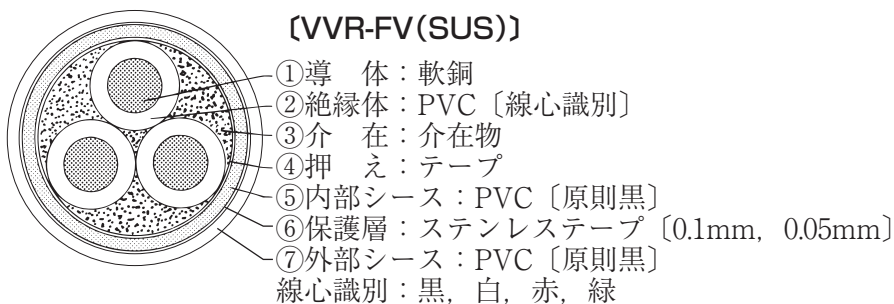 〔VVR-FV(SUS)〕
①導　体：軟銅
②絶縁体：PVC〔線心識別〕
③介　在：介在物
④押　え：テープ
⑤内部シース：PVC〔原則黒〕
⑥保護層：ステンレステープ〔0.1mm，0.05mm〕
⑦外部シース：PVC〔原則黒〕
線心識別：黒，白，赤，緑